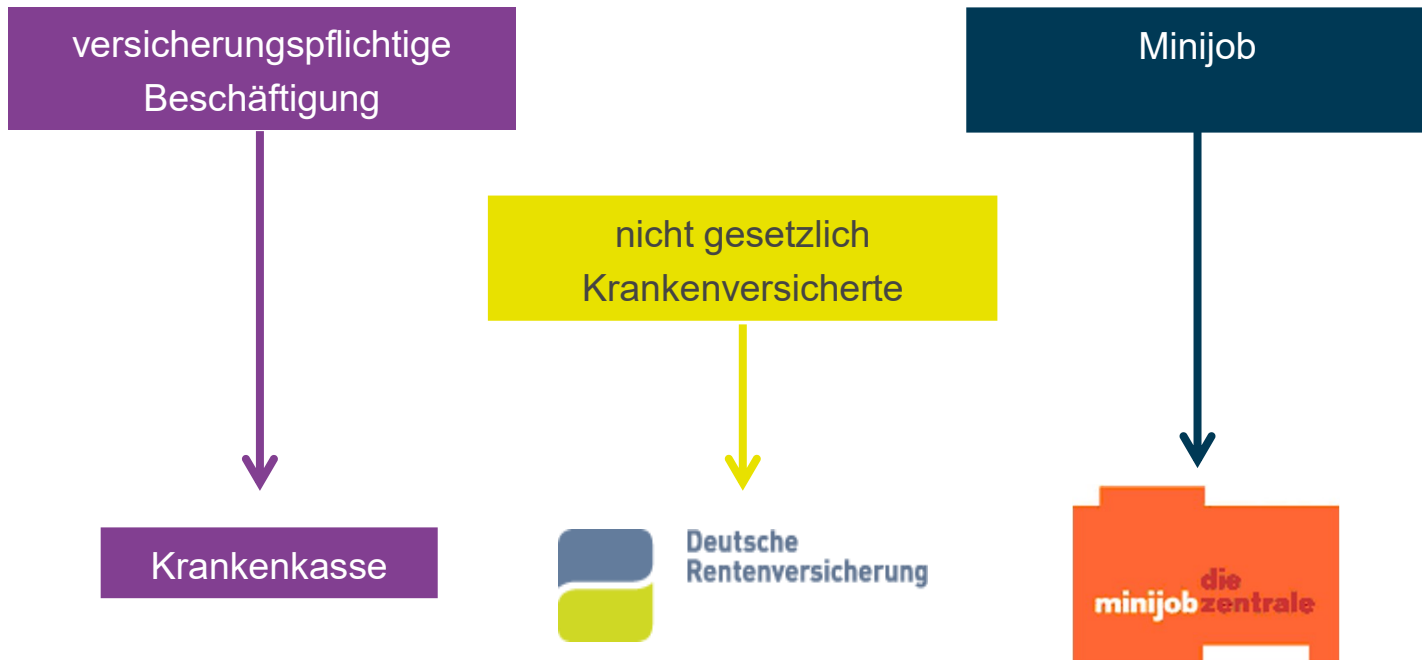 versicherungspflichtige
Beschäftigung
Minijob
nicht gesetzlich
Krankenversicherte
Krankenkasse
Deutsche
Rentenversicherung
die
minijobzentrale